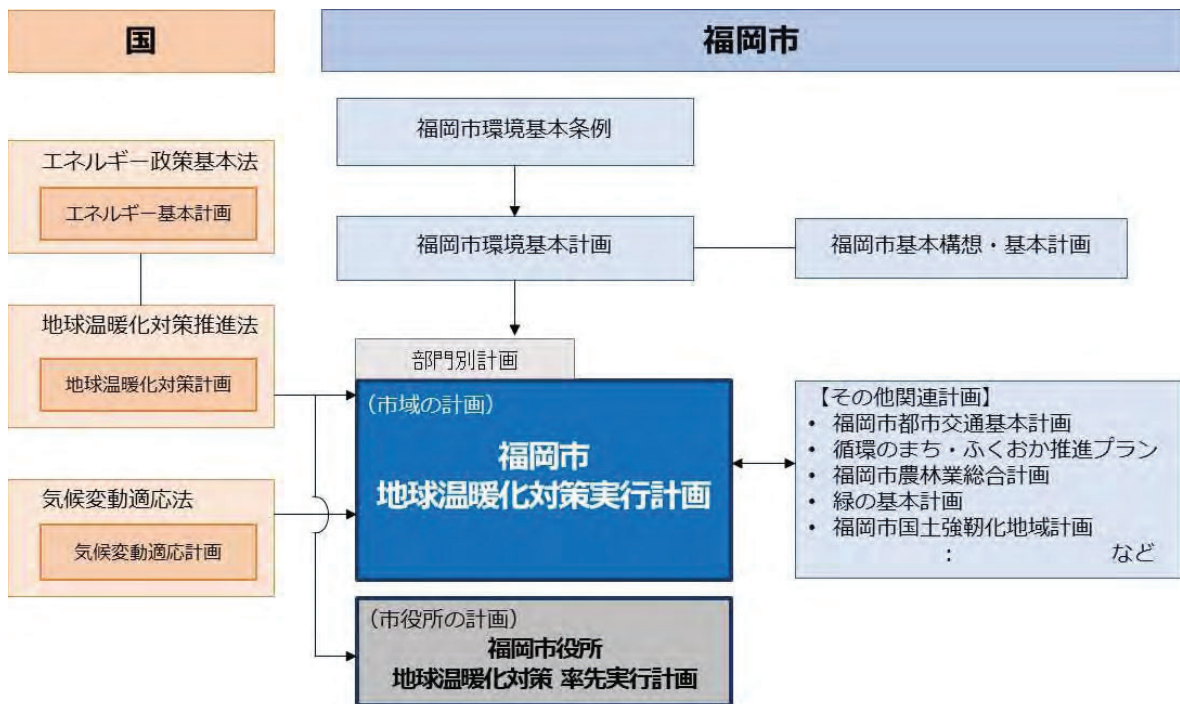 国
福岡市
エネルギー政策基本法
エネルギー基本計画
地球温暖化対策推進法
地球温暖化対策計画
気候変動適応法
気候変動適応計画
福岡市環境基本条例
福岡市環境基本計画
福岡市基本構想・基本計画
部門別計画
(市域の計画)
福岡市
地球温暖化対策実行計画
(市役所の計画)
福岡市役所
地球温暖化対策 率先実行計画
【その他関連計画】
• 福岡市都市交通基本計画
• 循環のまち・ふくおか推進プラン
• 福岡市農林業総合計画
• 緑の基本計画
• 福岡市国土強靭化地域計画
： など